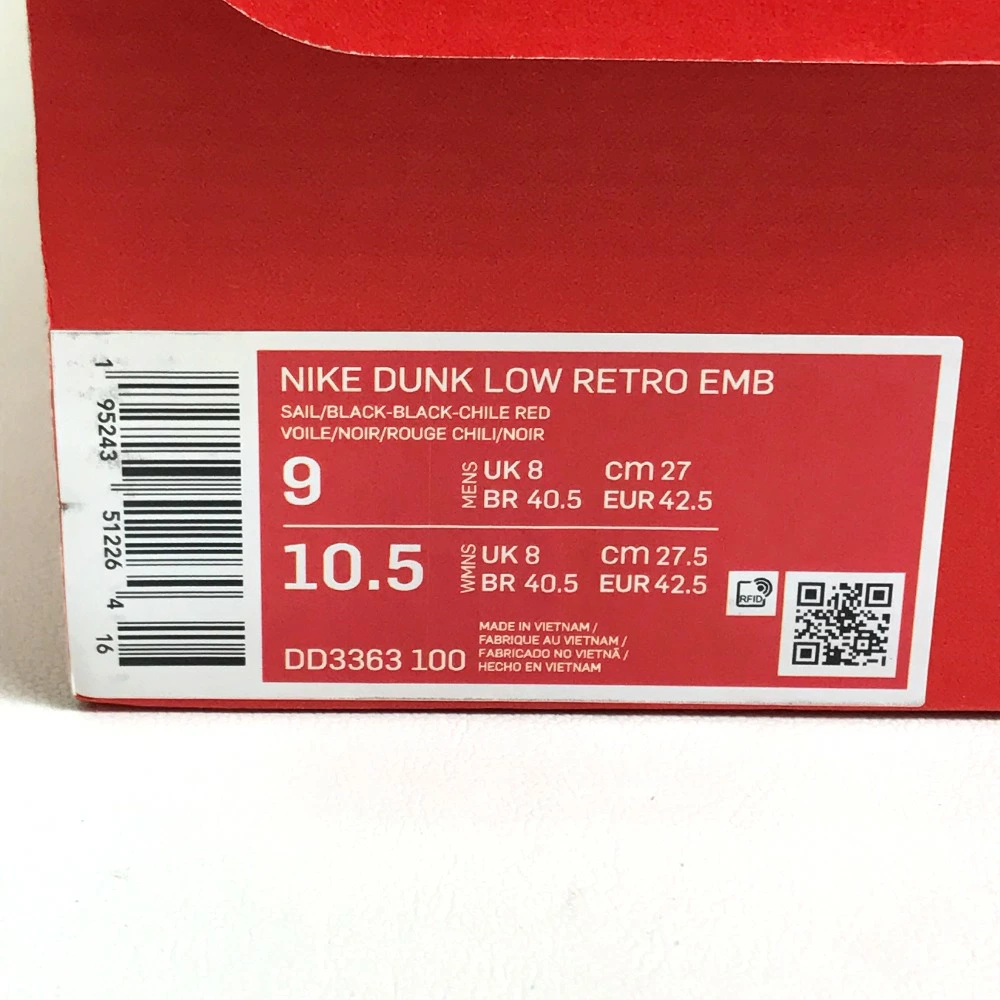 NIKE DUNK LOW RETRO EMB
SAIL/BLACK-BLACK-CHILE RED
VOILE/NOIR/ROUGE CHILI/NOIR
9 MENS UK 8 cm 27
BR 40.5 EUR 42.5
10.5 WMNS UK 8 cm 27.5
BR 40.5 EUR 42.5
RFID
MADE IN VIETNAM /
FABRIQUE AU VIETNAM /
FABRICADO NO VIETNÃ /
HECHO EN VIETNAM
DD3363 100
1 95243 51226 4 16